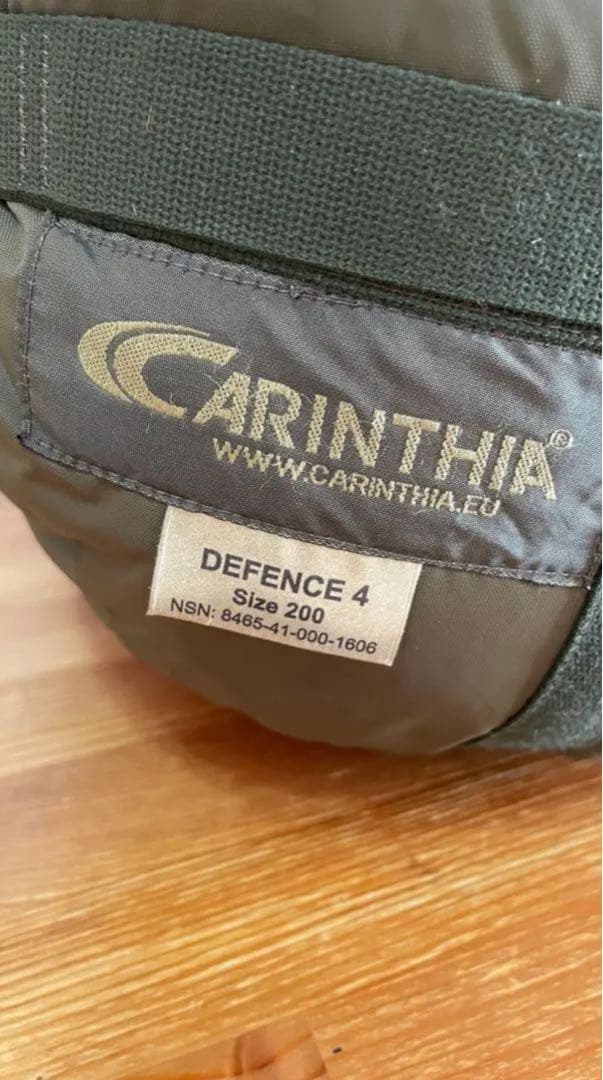 CARINTHIA®
WWW.CARINTHIA.EU
DEFENCE 4
Size 200
NSN: 8465-41-000-1606